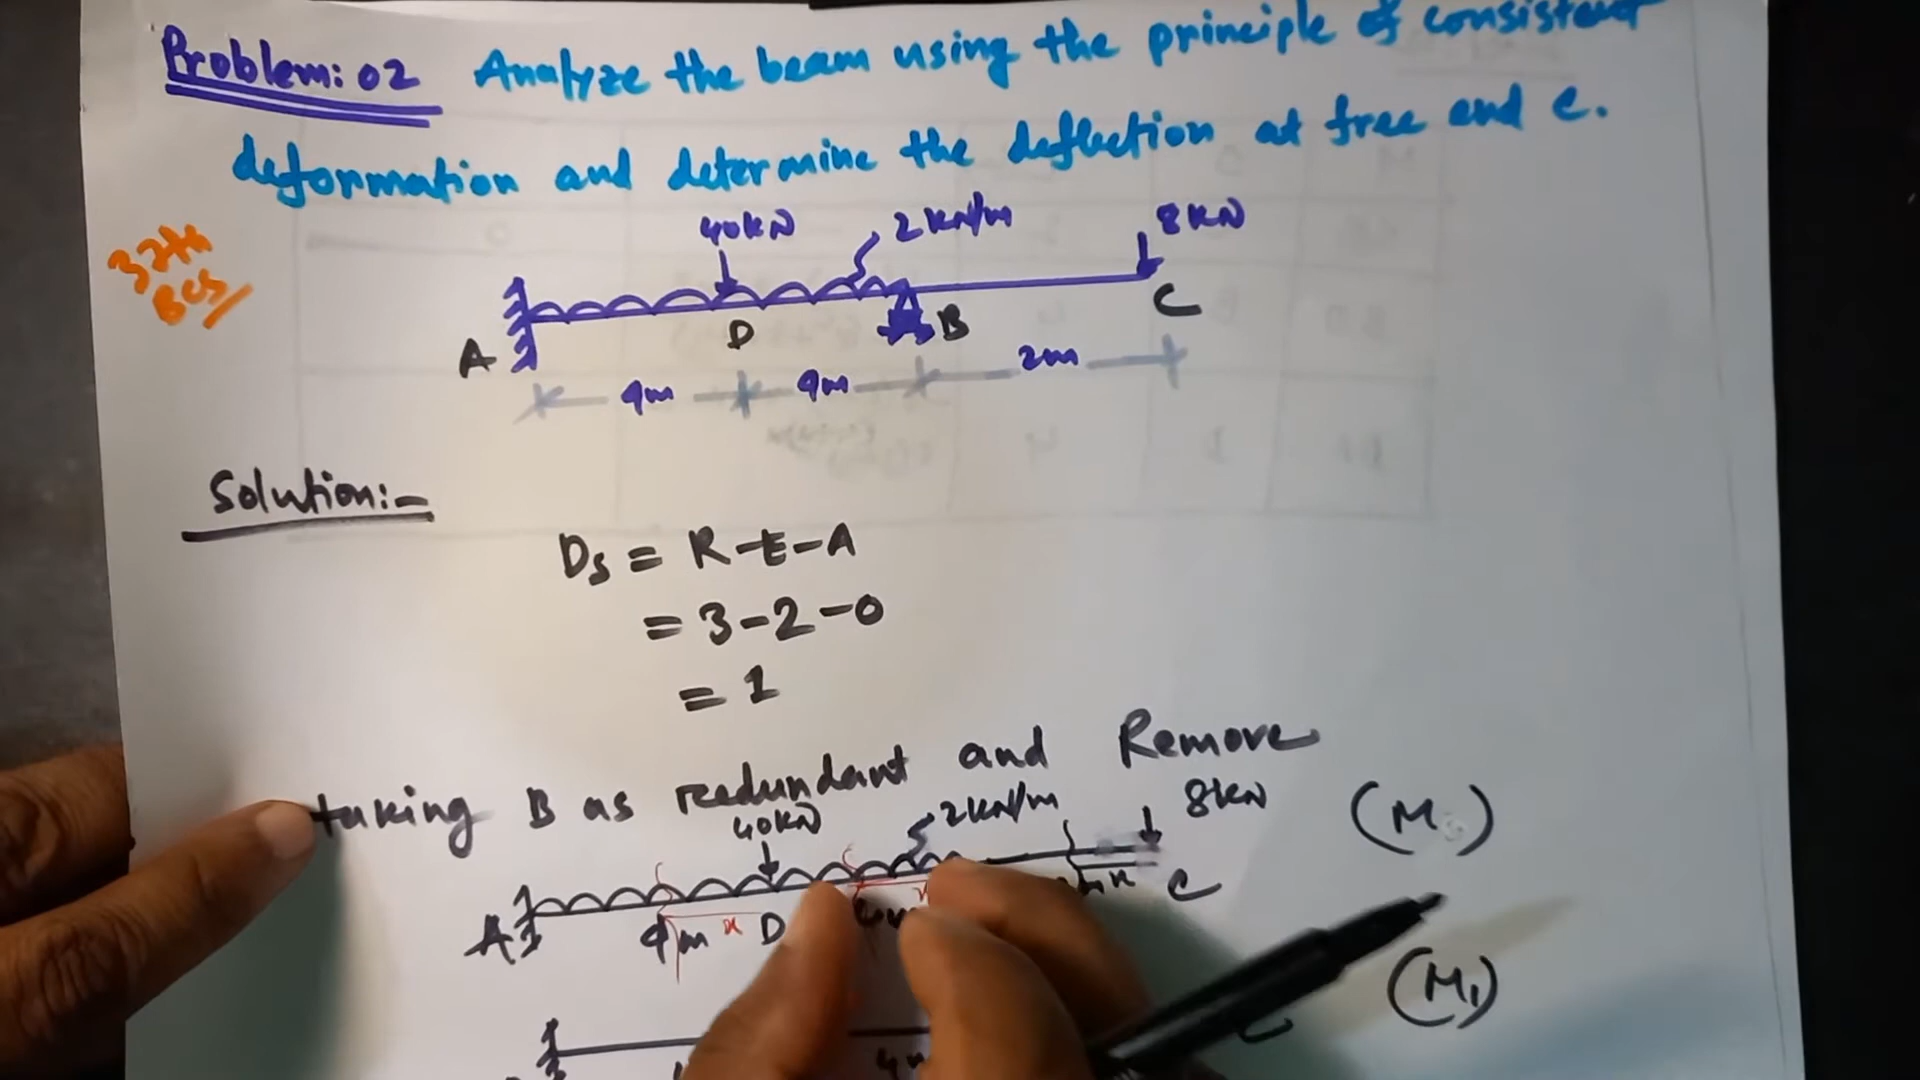 Problem: 02 Analyze the beam using the principle of consistent
deformation and determine the deflection at free end c.
37th
BCS
40kN
2kN/m
8kN
A
D
B
C
4m
4m
2m
Solution:-
Ds = R-E-A
= 3-2-0
= 1
taking B as redundant and Remove
40kN
2kN/m
8kN
(M
A
4m
x
D
x
x
C
(M1)